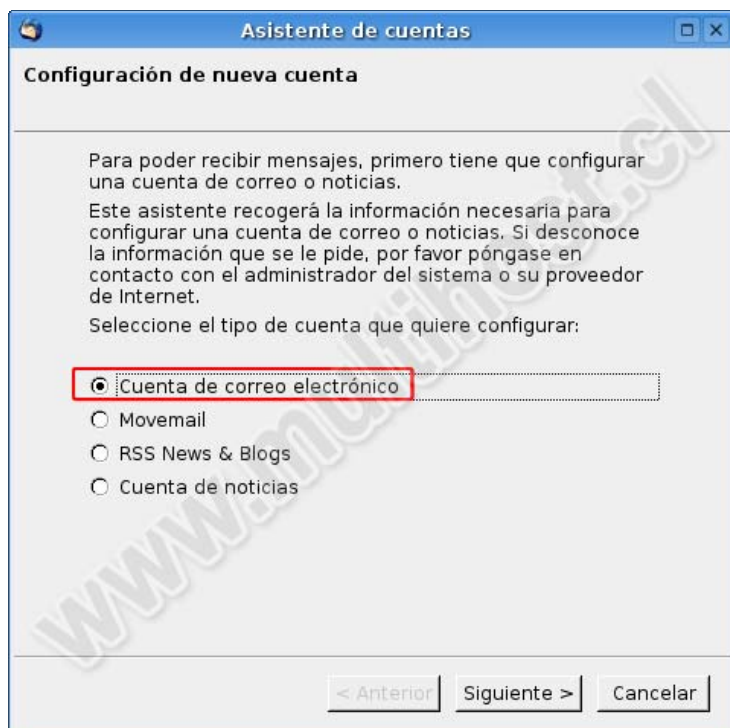 Asistente de cuentas
Configuración de nueva cuenta
Para poder recibir mensajes, primero tiene que configurar
una cuenta de correo o noticias.
Este asistente recogerá la información necesaria para
configurar una cuenta de correo o noticias. Si desconoce
la información que se le pide, por favor póngase en
contacto con el administrador del sistema o su proveedor
de Internet.
Seleccione el tipo de cuenta que quiere configurar:
Cuenta de correo electrónico
Movemail
RSS News & Blogs
Cuenta de noticias
www.multihost.cl
< Anterior
Siguiente >
Cancelar